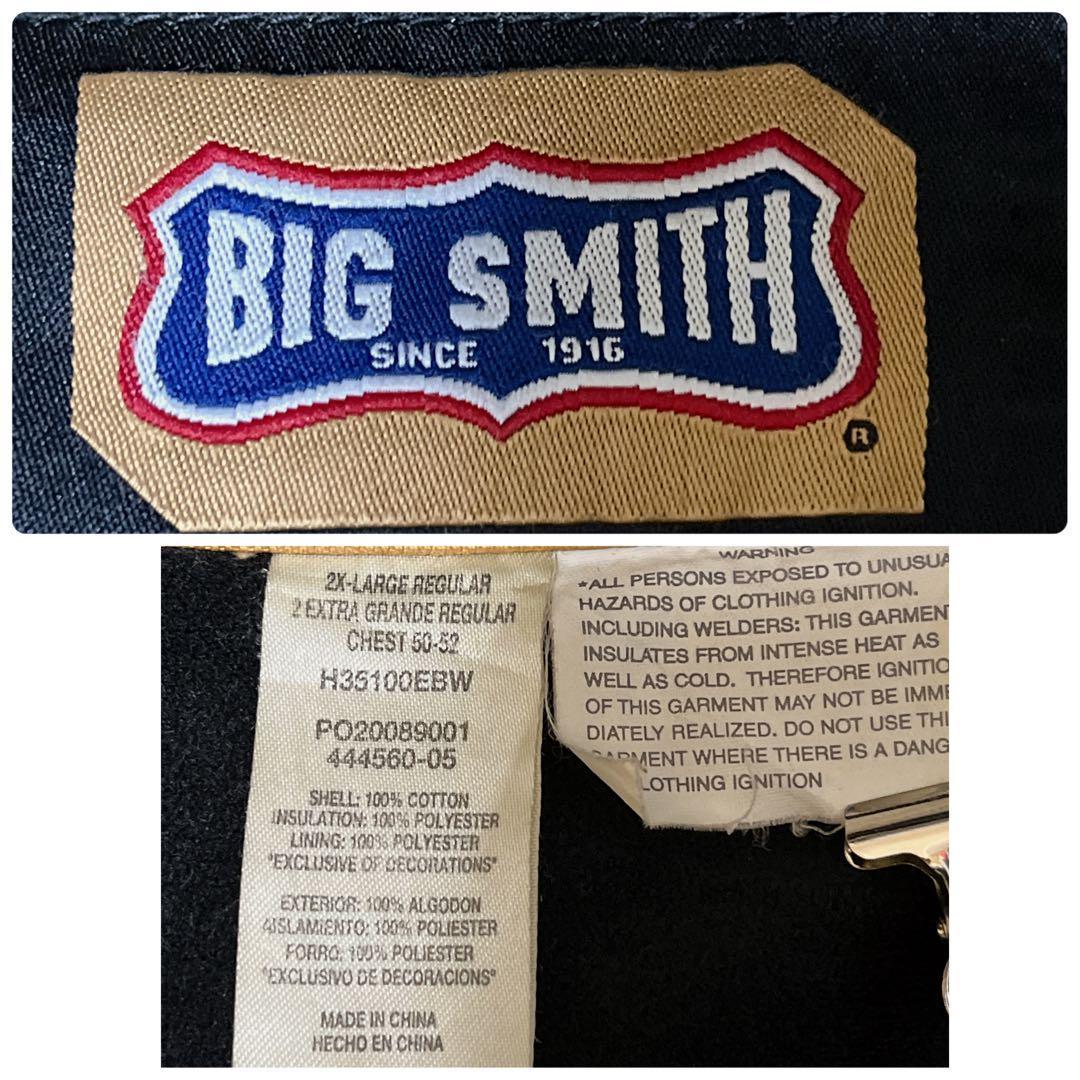 BIG SMITH
SINCE 1916
®
2X-LARGE REGULAR
2 EXTRA GRANDE REGULAR
CHEST 50-52
H35100EBW
PO20089001
444560-05
SHELL: 100% COTTON
INSULATION: 100% POLYESTER
LINING: 100% POLYESTER
"EXCLUSIVE OF DECORATIONS"
EXTERIOR: 100% ALGODON
AISLAMIENTO: 100% POLIESTER
FORRO: 100% POLIESTER
"EXCLUSIVO DE DECORACIONS"
MADE IN CHINA
HECHO EN CHINA
WARNING
*ALL PERSONS EXPOSED TO UNUSUA
HAZARDS OF CLOTHING IGNITION.
INCLUDING WELDERS: THIS GARMEN
INSULATES FROM INTENSE HEAT AS
WELL AS COLD. THEREFORE IGNITIO
OF THIS GARMENT MAY NOT BE IMME
DIATELY REALIZED. DO NOT USE THI
GARMENT WHERE THERE IS A DANG
CLOTHING IGNITION